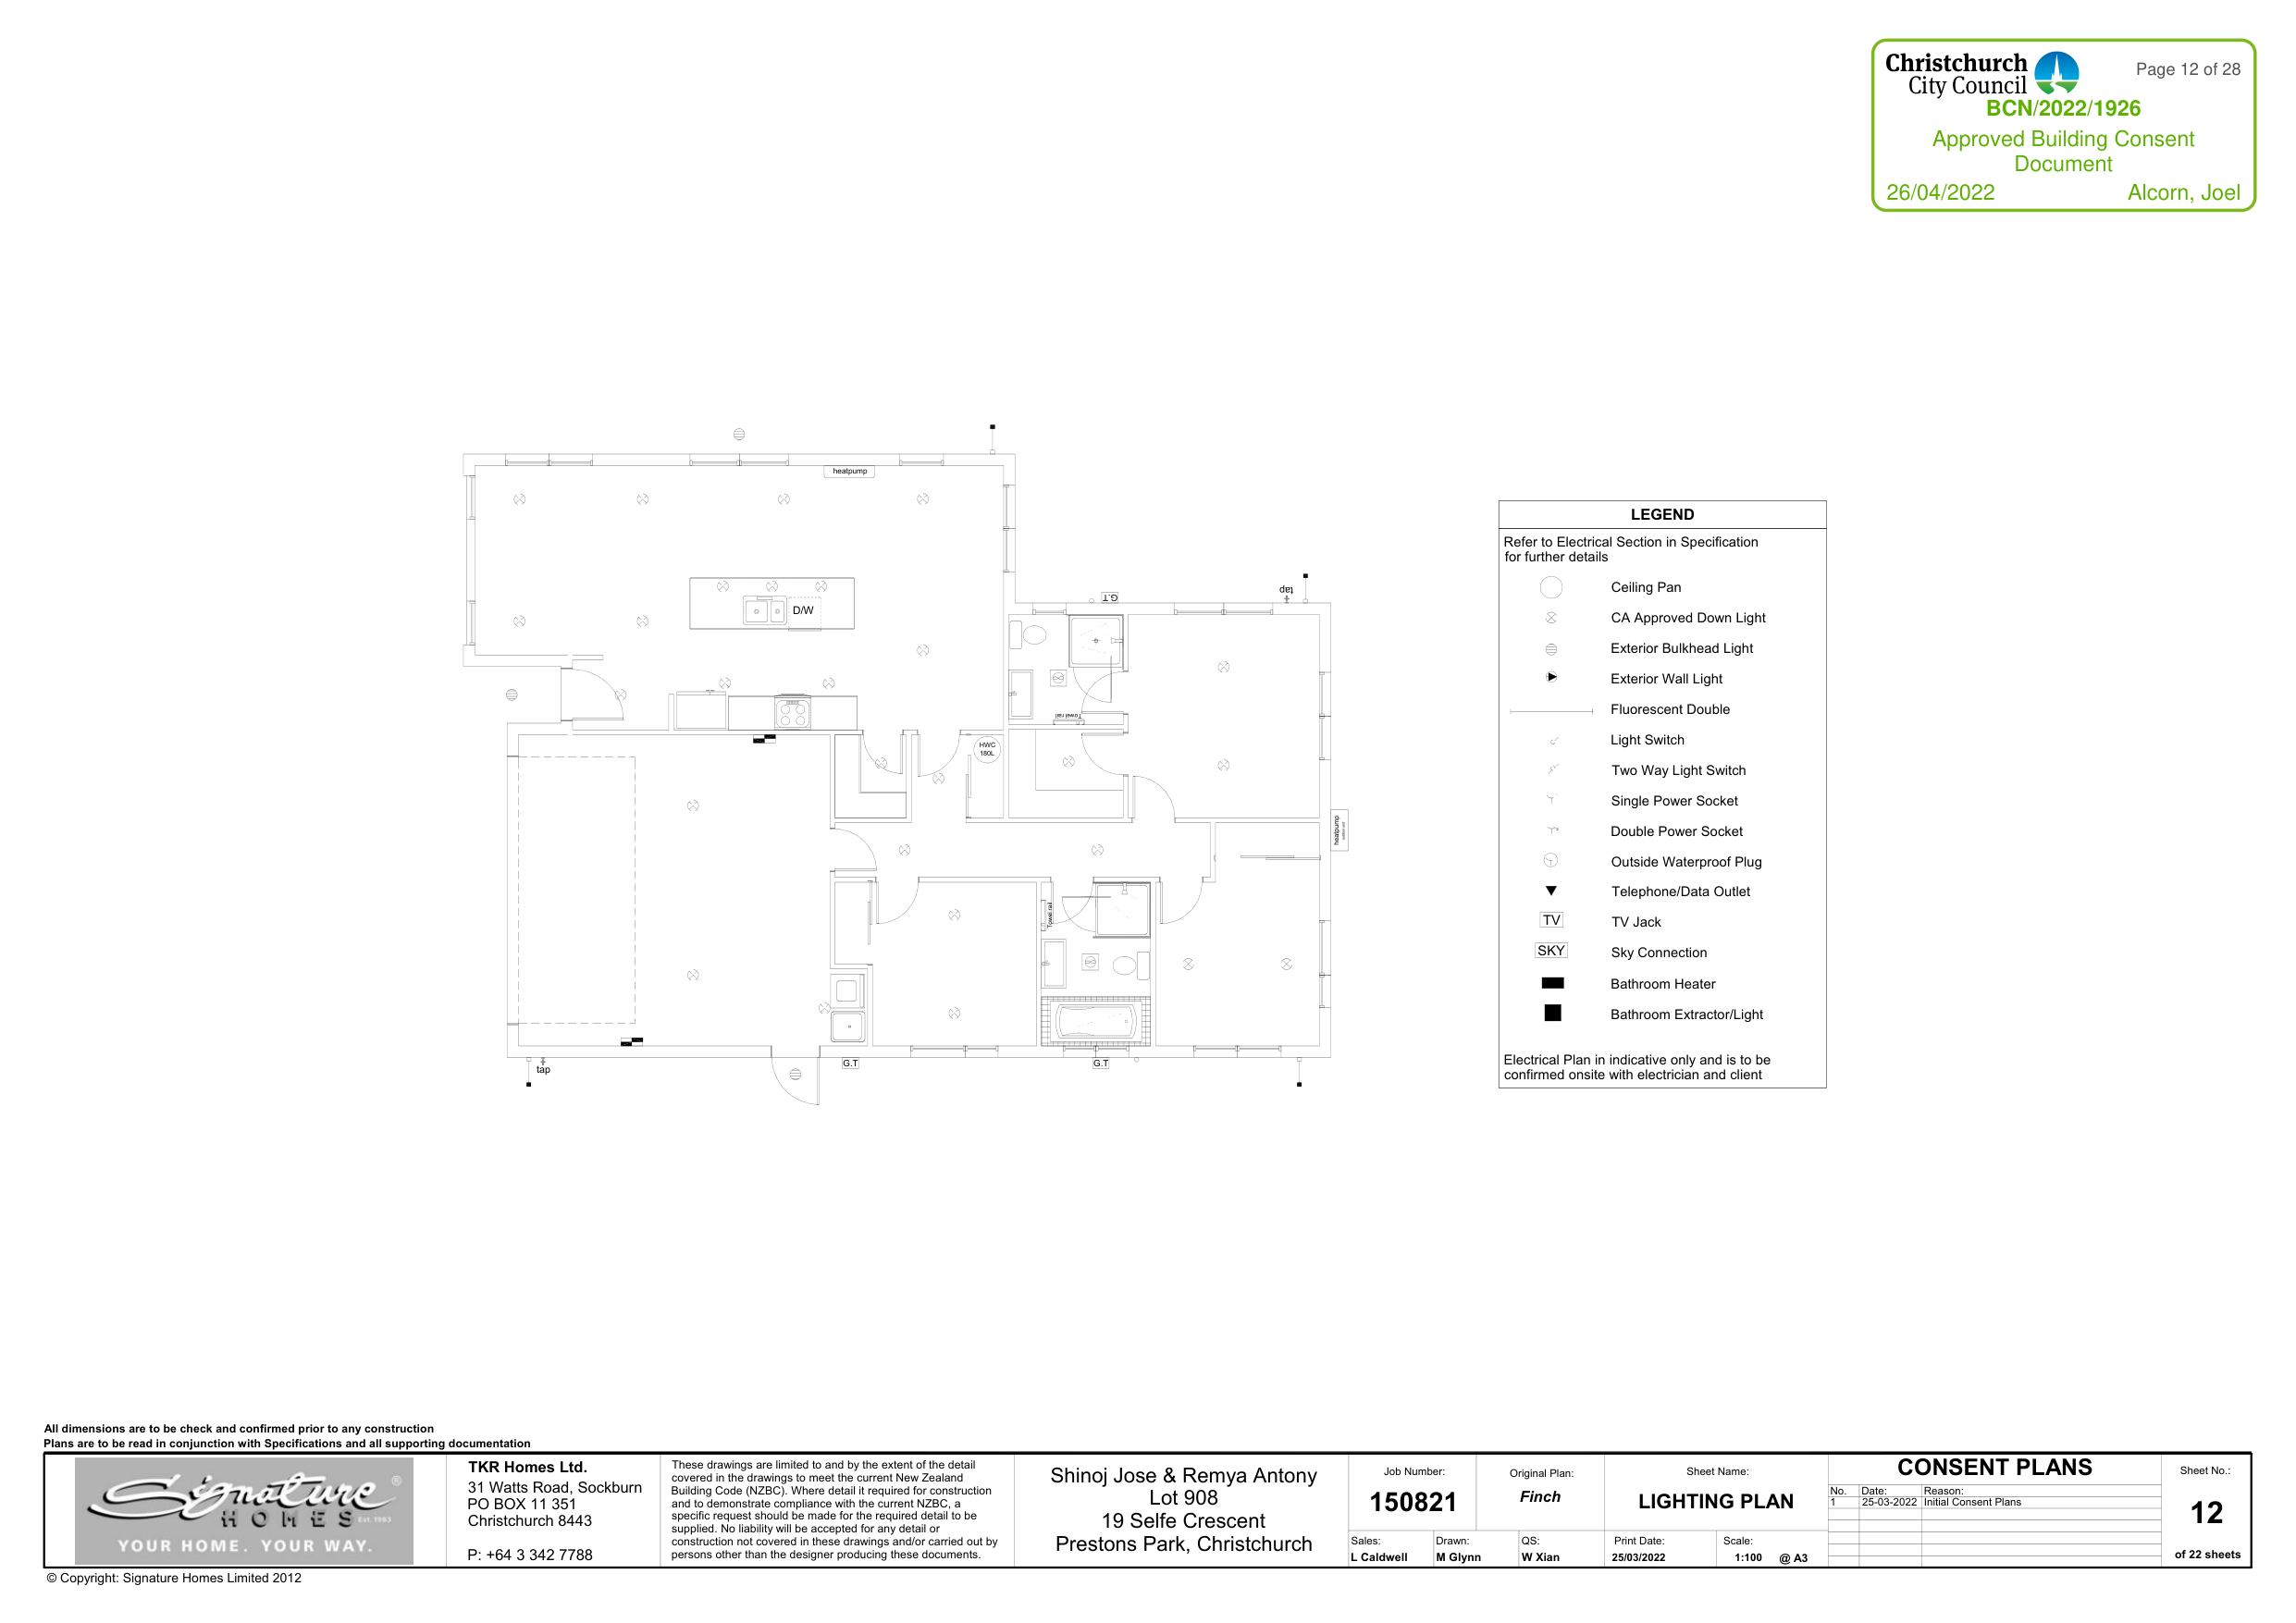 Christchurch
City Council
Page 12 of 28
BCN/2022/1926
Approved Building Consent
Document
26/04/2022 Alcorn, Joel
heatpump
D/W
G.T
tap
Towel rail
HWC
180L
heatpump
Towel rail
tap
G.T
G.T
LEGEND
Refer to Electrical Section in Specification
for further details
Ceiling Pan
CA Approved Down Light
Exterior Bulkhead Light
Exterior Wall Light
Fluorescent Double
Light Switch
Two Way Light Switch
Single Power Socket
Double Power Socket
Outside Waterproof Plug
Telephone/Data Outlet
TV TV Jack
SKY Sky Connection
Bathroom Heater
Bathroom Extractor/Light
Electrical Plan in indicative only and is to be
confirmed onsite with electrician and client
All dimensions are to be check and confirmed prior to any construction
Plans are to be read in conjunction with Specifications and all supporting documentation
Signature ®
HOMES Est. 1983
YOUR HOME. YOUR WAY.
TKR Homes Ltd.
31 Watts Road, Sockburn
PO BOX 11 351
Christchurch 8443
P: +64 3 342 7788
These drawings are limited to and by the extent of the detail
covered in the drawings to meet the current New Zealand
Building Code (NZBC). Where detail it required for construction
and to demonstrate compliance with the current NZBC, a
specific request should be made for the required detail to be
supplied. No liability will be accepted for any detail or
construction not covered in these drawings and/or carried out by
persons other than the designer producing these documents.
Shinoj Jose & Remya Antony
Lot 908
19 Selfe Crescent
Prestons Park, Christchurch
Job Number:
150821
Original Plan:
Finch
Sales:
L Caldwell
Drawn:
M Glynn
QS:
W Xian
Sheet Name:
LIGHTING PLAN
Print Date:
25/03/2022
Scale:
1:100 @ A3
CONSENT PLANS
No. Date: Reason:
1 25-03-2022 Initial Consent Plans
Sheet No.:
12
of 22 sheets
© Copyright: Signature Homes Limited 2012